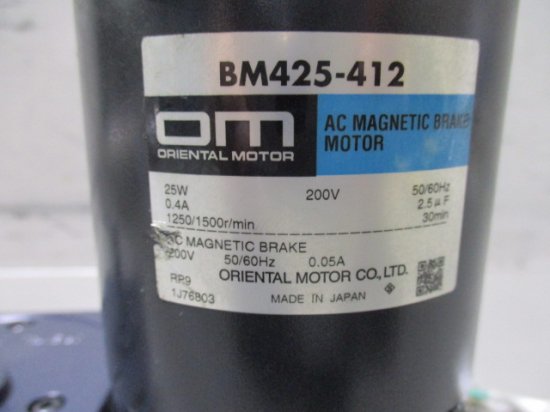 BM425-412
OM
ORIENTAL MOTOR
AC MAGNETIC BRAKE
MOTOR
25W 200V 50/60Hz
0.4A 2.5μF
1250/1500r/min 30min
AC MAGNETIC BRAKE
200V 50/60Hz 0.05A
RP9 ORIENTAL MOTOR CO., LTD.
1J76803 MADE IN JAPAN